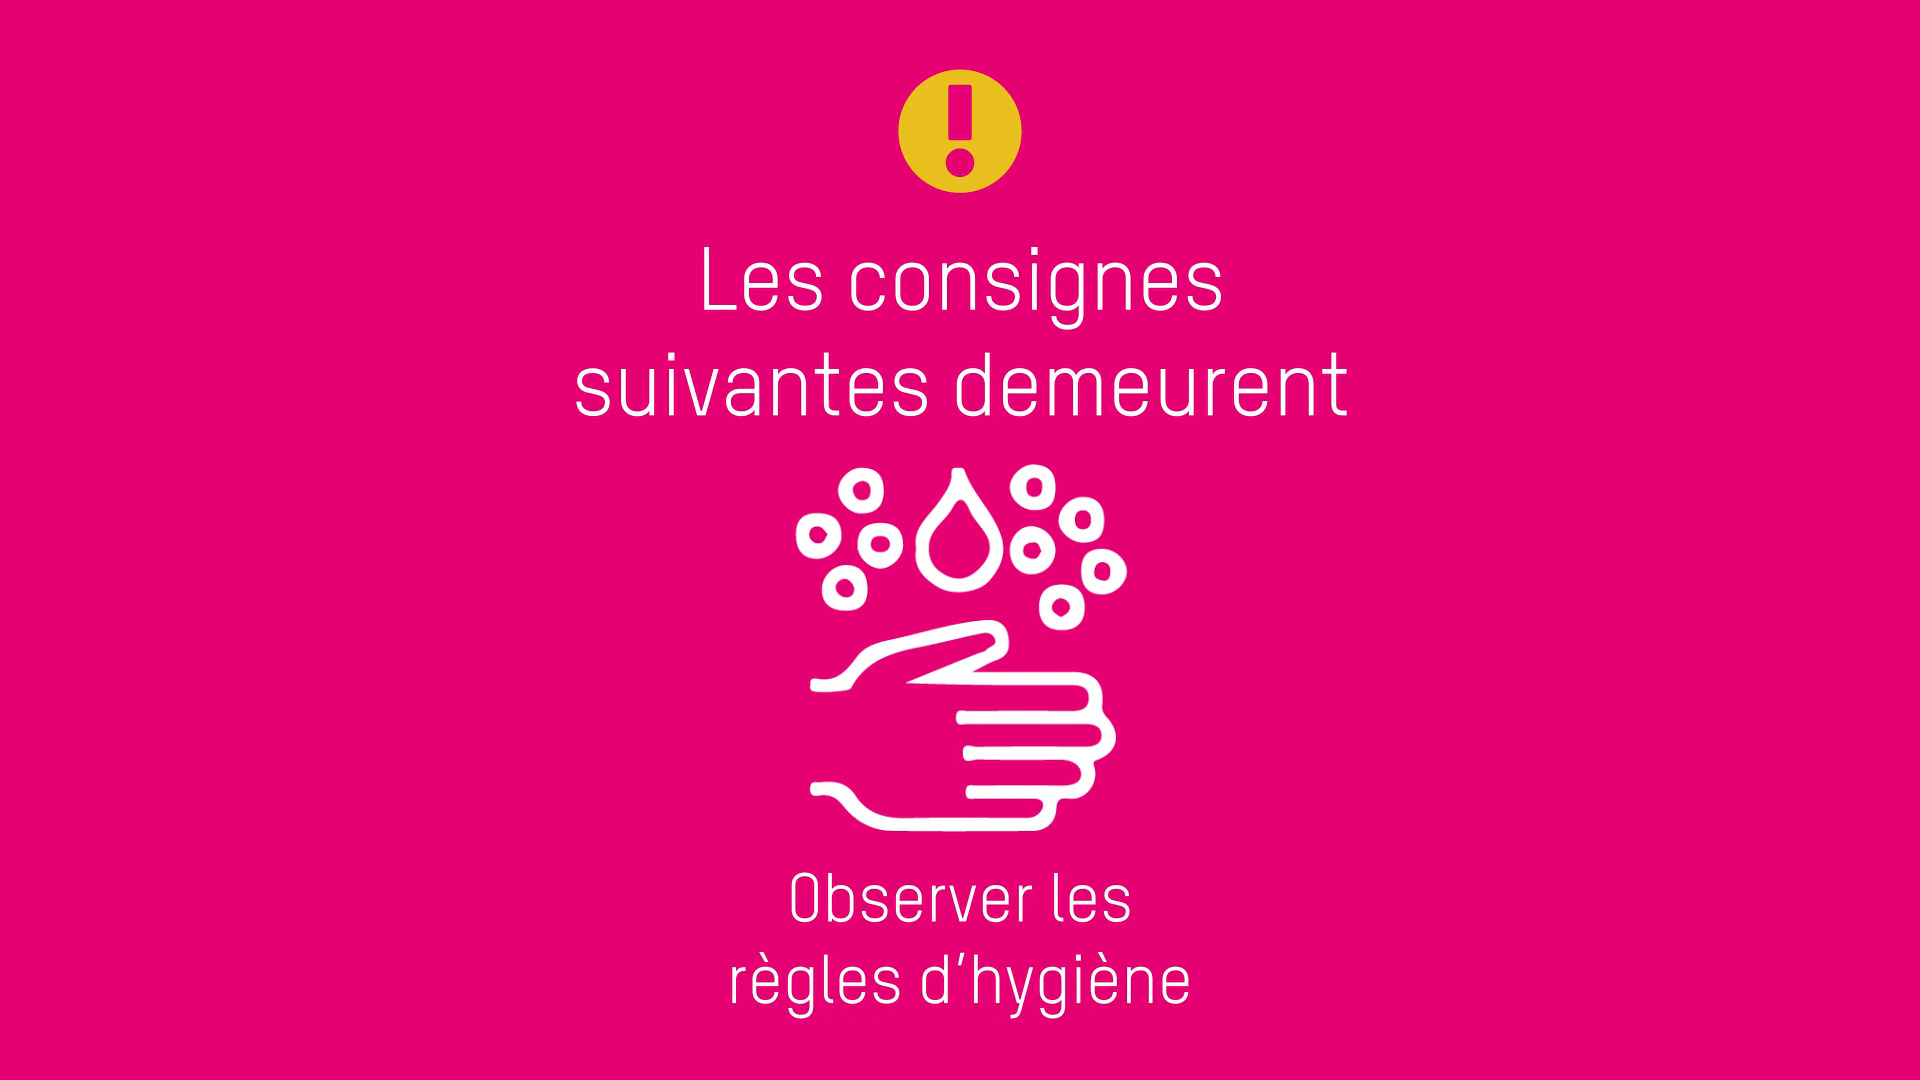 Les consignes
suivantes demeurent
Observer les
règles d'hygiène